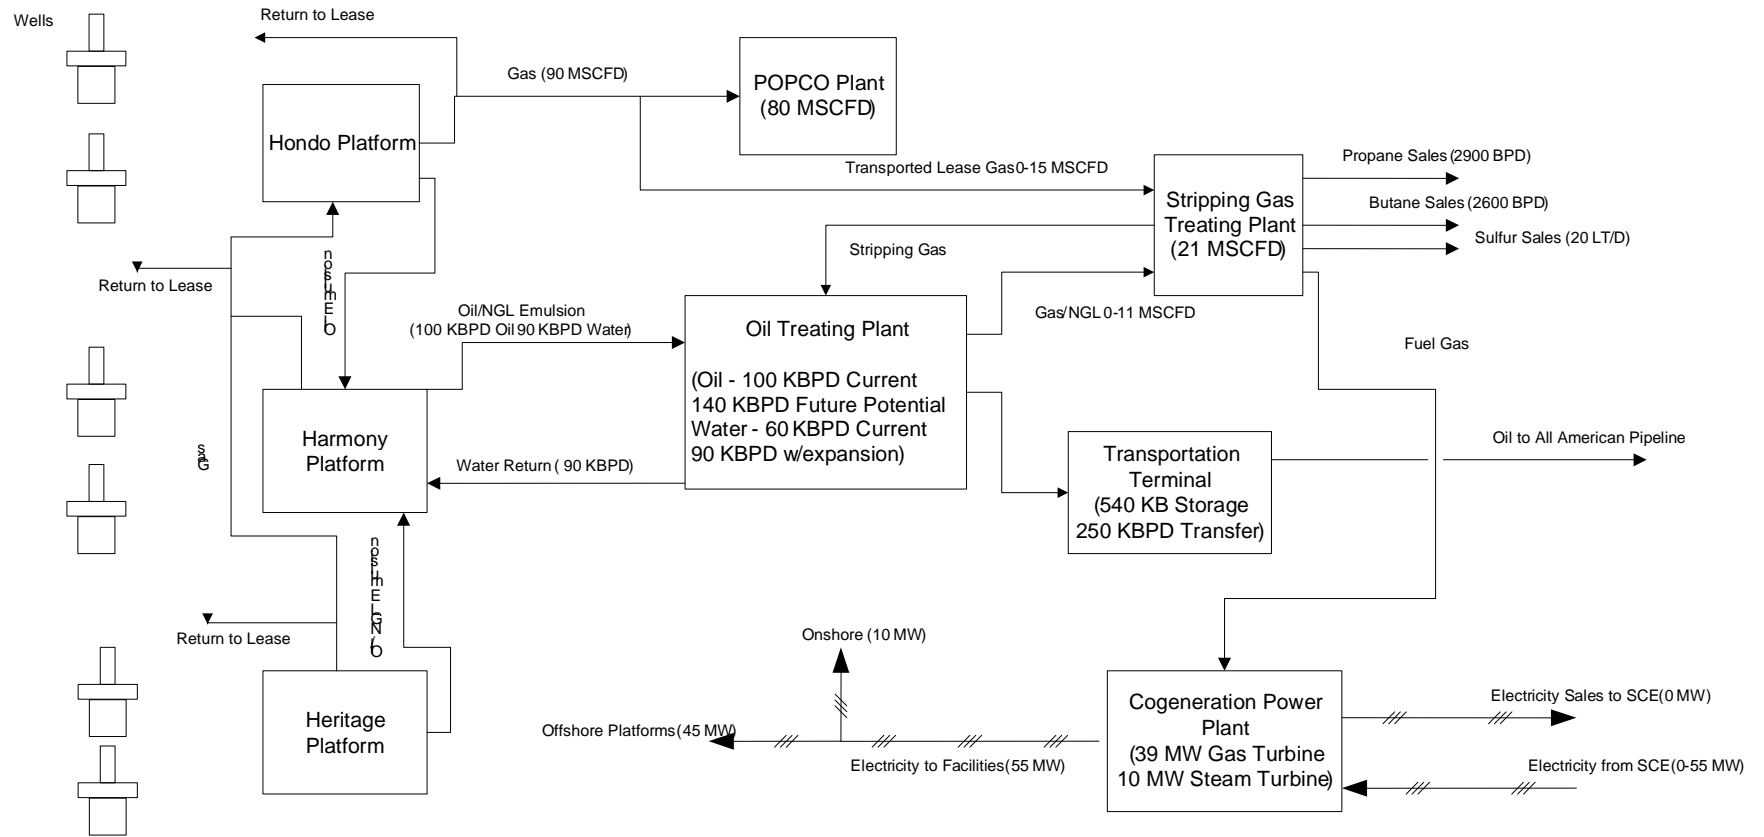 Wells
Return to Lease
Gas (90 MSCFD)
POPCO Plant
(80 MSCFD)
Hondo Platform
Transported Lease Gas 0-15 MSCFD
Propane Sales (2900 BPD)
Stripping Gas
Treating Plant
(21 MSCFD)
Butane Sales (2600 BPD)
Sulfur Sales (20 LT/D)
Stripping Gas
Return to Lease
Oil Emulsion
Oil/NGL Emulsion
(100 KBPD Oil 90 KBPD Water)
Gas/NGL 0-11 MSCFD
Fuel Gas
Oil Treating Plant
(Oil - 100 KBPD Current
140 KBPD Future Potential
Water - 60 KBPD Current
90 KBPD w/expansion)
Harmony
Platform
Gas
Water Return ( 90 KBPD)
Transportation
Terminal
(540 KB Storage
250 KBPD Transfer)
Oil to All American Pipeline
Oil/NGL Emulsion
Return to Lease
Heritage
Platform
Onshore (10 MW)
Offshore Platforms (45 MW)
Electricity to Facilities (55 MW)
Cogeneration Power
Plant
(39 MW Gas Turbine
10 MW Steam Turbine)
Electricity Sales to SCE (0 MW)
Electricity from SCE (0-55 MW)